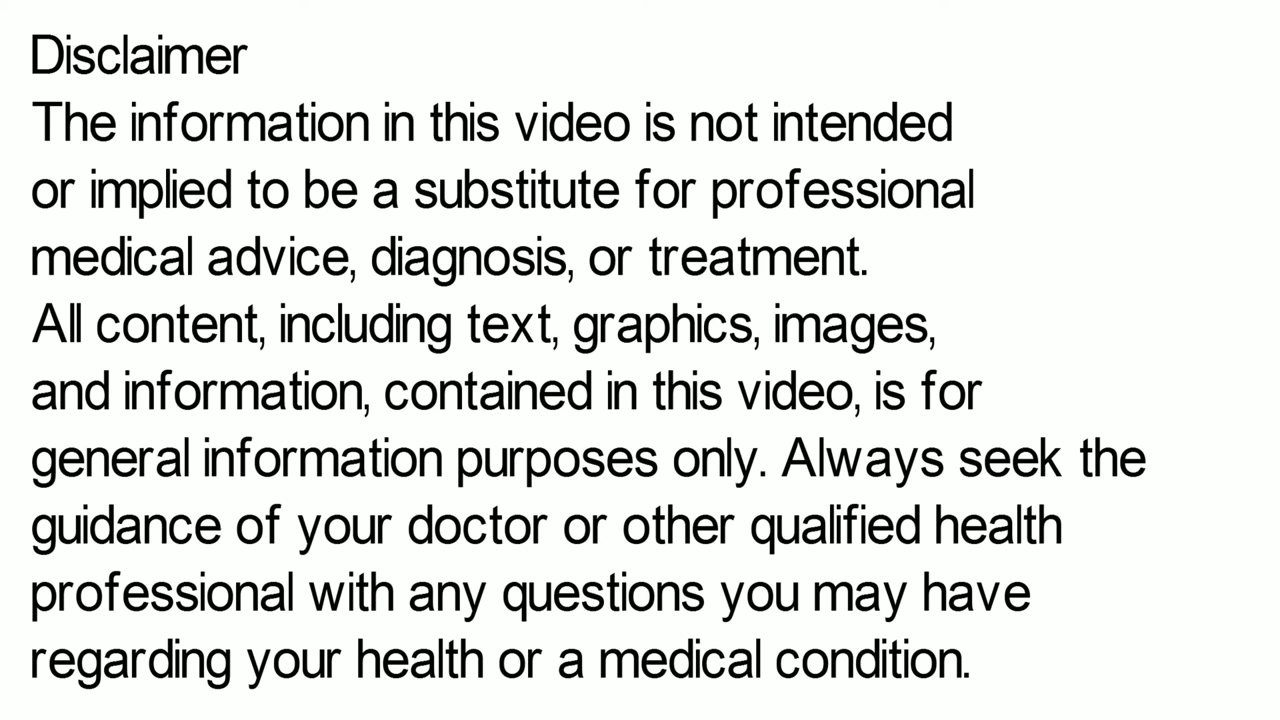 Disclaimer
The information in this video is not intended
or implied to be a substitute for professional
medical advice, diagnosis, or treatment.
All content, including text, graphics, images,
and information, contained in this video, is for
general information purposes only. Always seek the
guidance of your doctor or other qualified health
professional with any questions you may have
regarding your health or a medical condition.